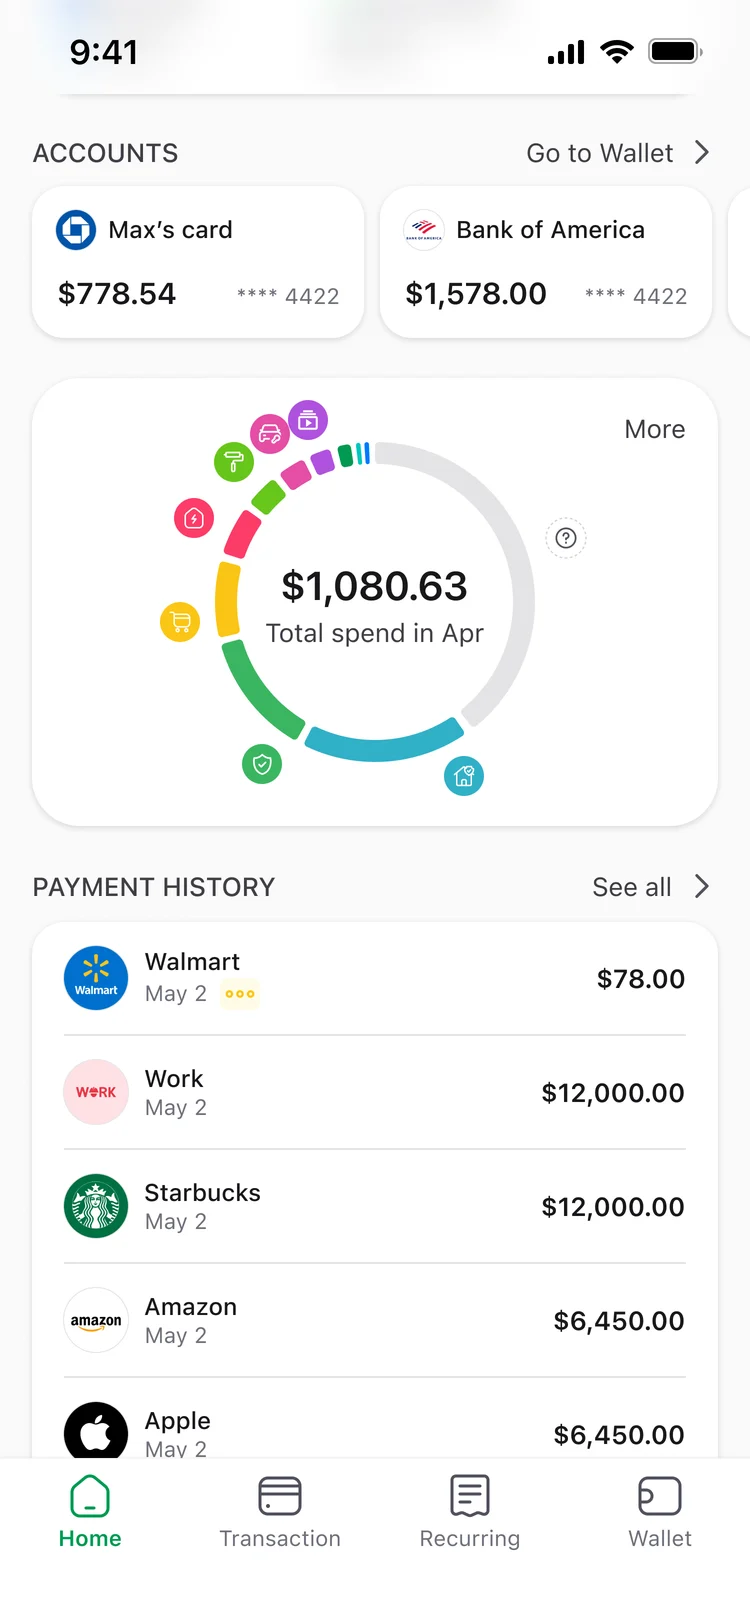 9:41
ACCOUNTS
Go to Wallet
Max’s card
$778.54
**** 4422
BANK OF AMERICA
Bank of America
$1,578.00
**** 4422
More
$1,080.63
Total spend in Apr
PAYMENT HISTORY
See all
Walmart
Walmart
May 2
$78.00
WORK
Work
May 2
$12,000.00
Starbucks
May 2
$12,000.00
amazon
Amazon
May 2
$6,450.00
Apple
May 2
$6,450.00
Home
Transaction
Recurring
Wallet